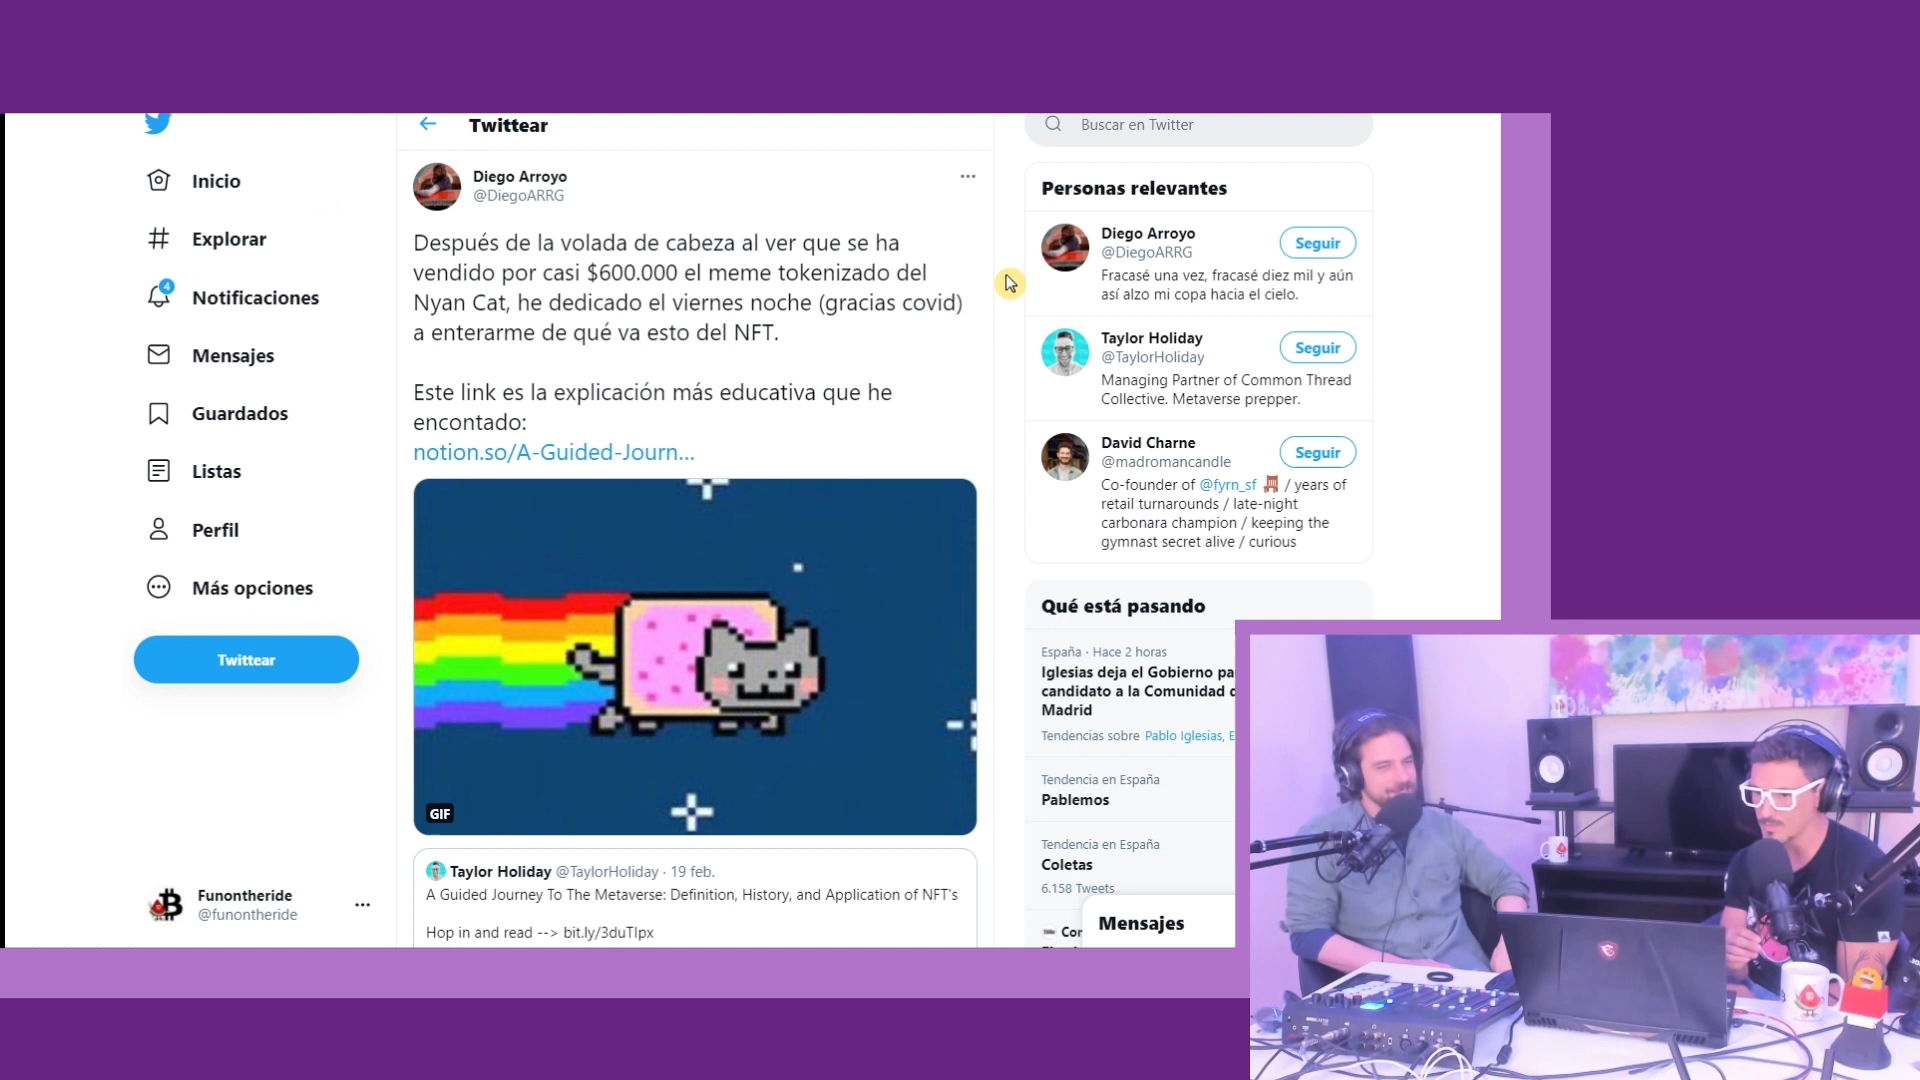 Inicio
Explorar
4
Notificaciones
Mensajes
Guardados
Listas
Perfil
Más opciones
Twittear
Funontheride
@funontheride
Twittear
Diego Arroyo
@DiegoARRG
Después de la volada de cabeza al ver que se ha
vendido por casi $600.000 el meme tokenizado del
Nyan Cat, he dedicado el viernes noche (gracias covid)
a enterarme de qué va esto del NFT.
Este link es la explicación más educativa que he
encontado:
notion.so/A-Guided-Journ...
GIF
Taylor Holiday @TaylorHoliday · 19 feb.
A Guided Journey To The Metaverse: Definition, History, and Application of NFT's
Hop in and read --> bit.ly/3duTIpx
Buscar en Twitter
Personas relevantes
Diego Arroyo
@DiegoARRG
Seguir
Fracasé una vez, fracasé diez mil y aún
así alzo mi copa hacia el cielo.
Taylor Holiday
@TaylorHoliday
Seguir
Managing Partner of Common Thread
Collective. Metaverse prepper.
David Charne
@madromancandle
Seguir
Co-founder of @fyrn_sf 🪑 / years of
retail turnarounds / late-night
carbonara champion / keeping the
gymnast secret alive / curious
Qué está pasando
España · Hace 2 horas
Iglesias deja el Gobierno pa
candidato a la Comunidad d
Madrid
Tendencias sobre Pablo Iglesias, E
Tendencia en España
Pablemos
Tendencia en España
Coletas
6.158 Tweets
Mensajes